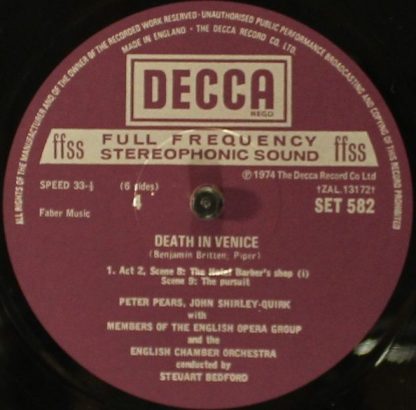 ALL RIGHTS OF THE MANUFACTURER AND OF THE OWNER OF THE RECORDED WORK RESERVED · UNAUTHORISED PUBLIC PERFORMANCE BROADCASTING AND COPYING OF THIS RECORD PROHIBITED
MADE IN ENGLAND · THE DECCA RECORD CO. LTD.
DECCA
REGD
ffss FULL FREQUENCY ffss
STEREOPHONIC SOUND
SPEED 33-⅓ (6 sides) ℗ 1974 The Decca Record Co Ltd
†ZAL.13172†
Faber Music SET 582
DEATH IN VENICE
(Benjamin Britten; Piper)
1. Act 2, Scene 8: The Hotel Barber's shop (i)
Scene 9: The pursuit
PETER PEARS, JOHN SHIRLEY-QUIRK
with
MEMBERS OF THE ENGLISH OPERA GROUP
and the
ENGLISH CHAMBER ORCHESTRA
conducted by
STEUART BEDFORD